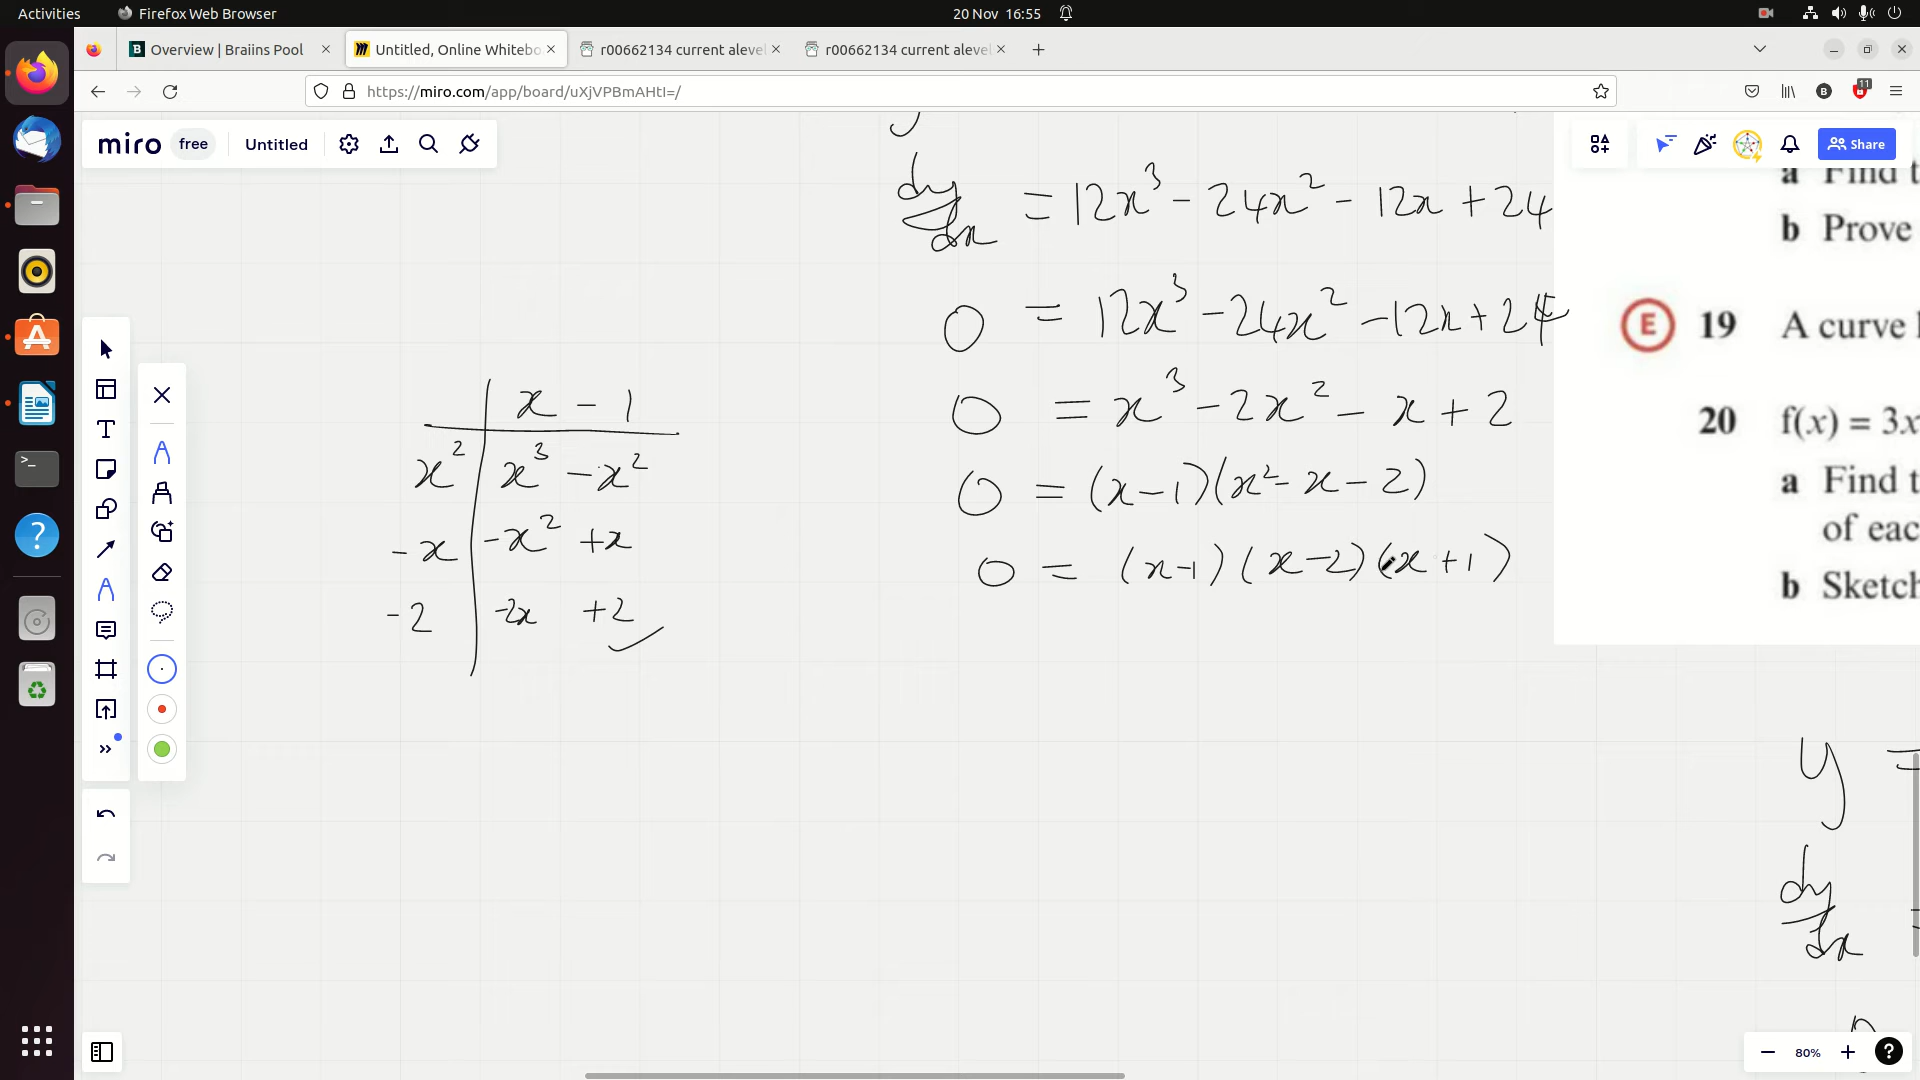 Activities Firefox Web Browser 20 Nov 16:55
Overview | Braiins Pool Untitled, Online Whitebo r00662134 current alevel r00662134 current alevel
https://miro.com/app/board/uXjVPBmAHtI=/ B 11
miro free Untitled Share
dy/dx = 12x³ - 24x² - 12x + 24
0 = 12x³ - 24x² - 12x + 24
0 = x³ - 2x² - x + 2
0 = (x-1)(x² - x - 2)
0 = (x-1)(x-2)(x+1)
x - 1
x² x³ - x²
-x -x² +x
-2 -2x +2
a Find t
b Prove
E 19 A curve
20 f(x) = 3x
a Find t
of eac
b Sketch
y =
dy/dx =
80%